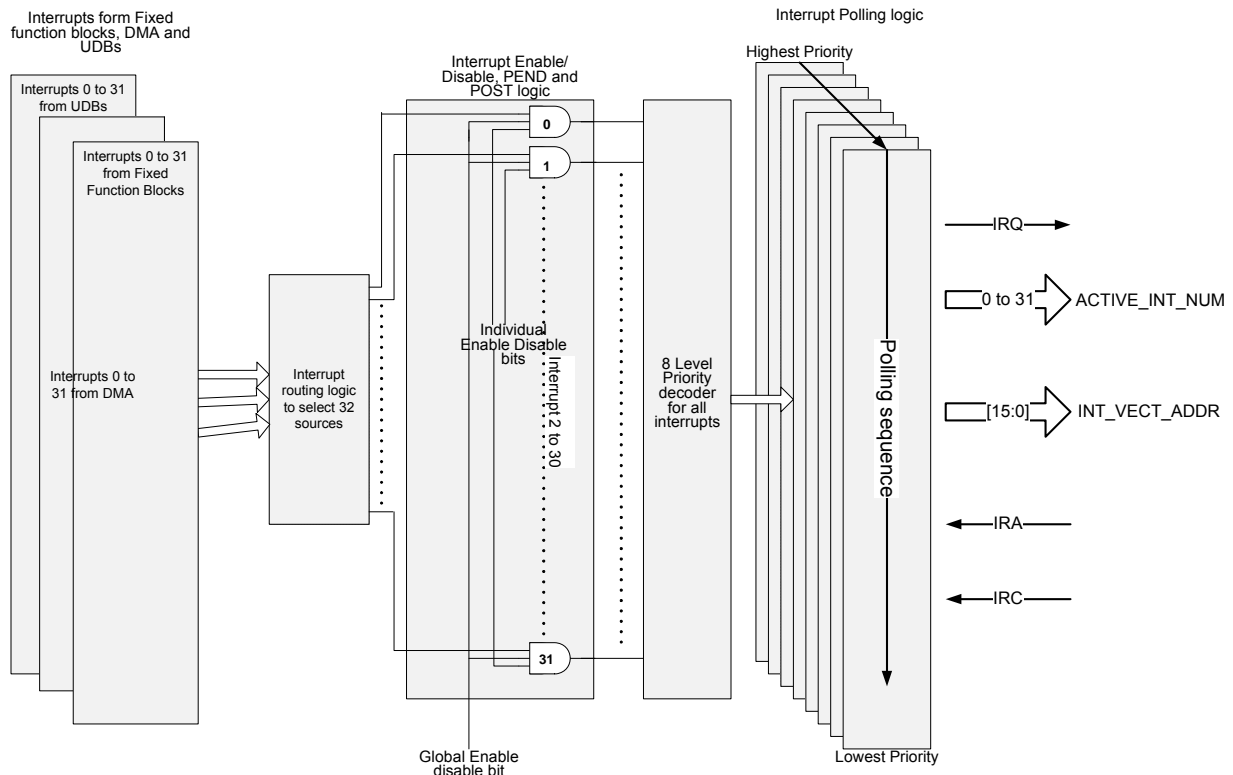 Interrupts form Fixed
function blocks, DMA and
UDBs
Interrupts 0 to 31
from UDBs
Interrupts 0 to 31
from Fixed
Function Blocks
Interrupts 0 to
31 from DMA
Interrupt
routing logic
to select 32
sources
Interrupt Enable/
Disable, PEND and
POST logic
0
1
Individual
Enable Disable
bits
Interrupt 2 to 30
31
Global Enable
disable bit
8 Level
Priority
decoder
for all
interrupts
Interrupt Polling logic
Highest Priority
Polling sequence
Lowest Priority
IRQ
0 to 31
ACTIVE_INT_NUM
[15:0]
INT_VECT_ADDR
IRA
IRC